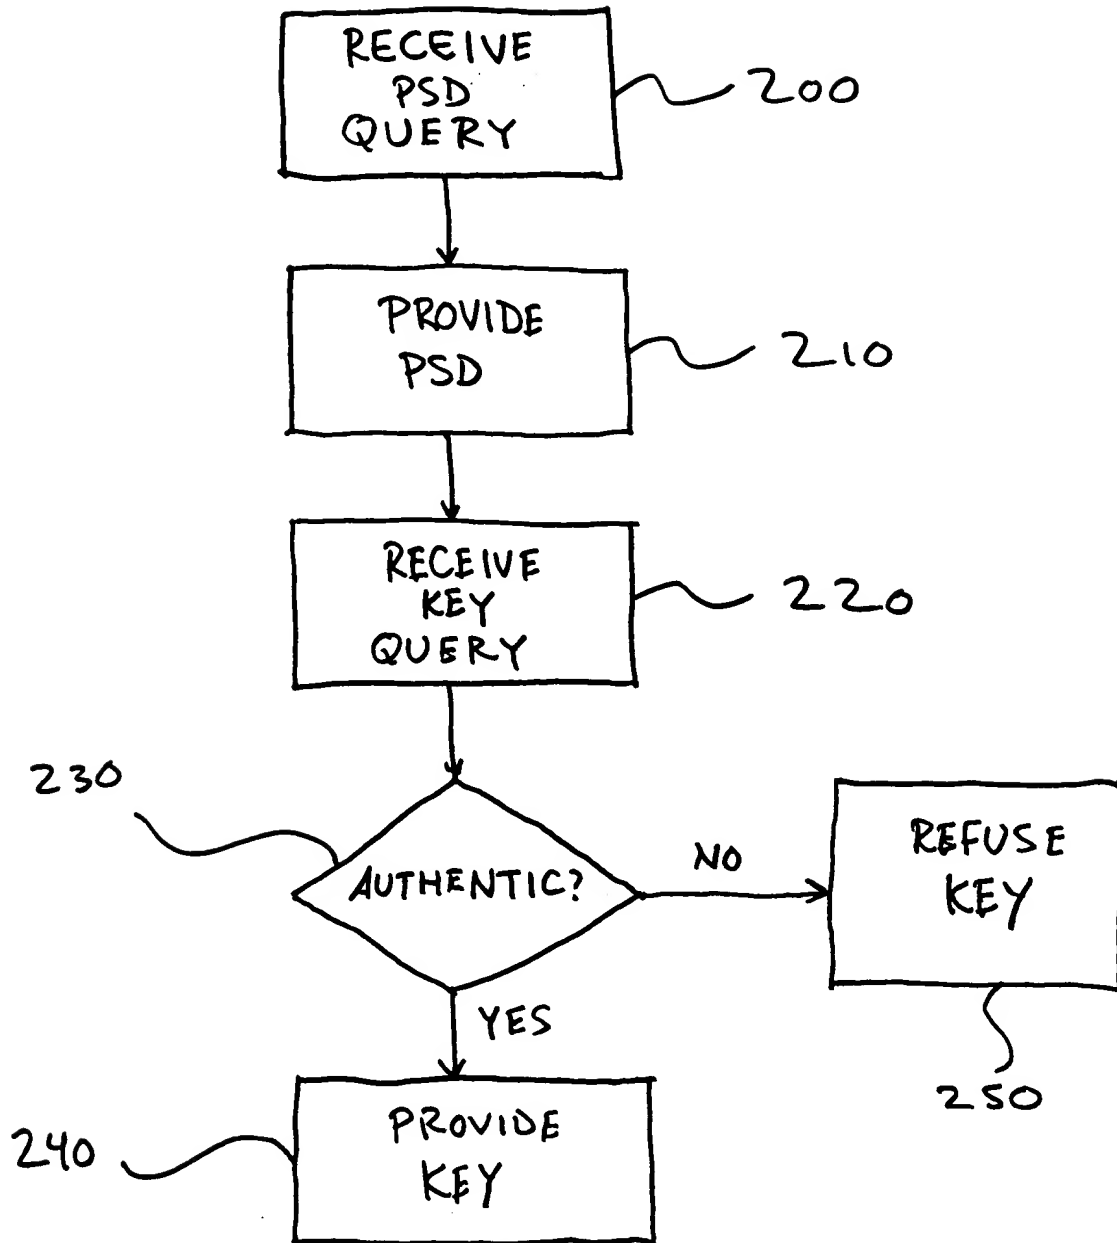 RECEIVE
PSD
QUERY
200
PROVIDE
PSD
210
RECEIVE
KEY
QUERY
220
230
AUTHENTIC?
NO
REFUSE
KEY
250
YES
PROVIDE
KEY
240